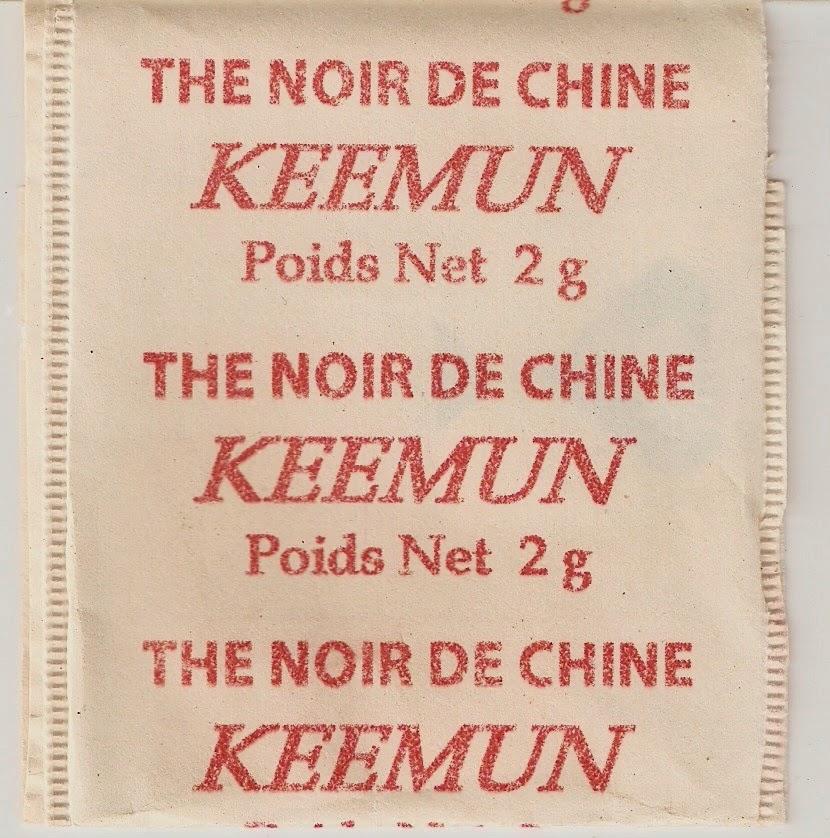 THE NOIR DE CHINE
KEEMUN
Poids Net 2 g
THE NOIR DE CHINE
KEEMUN
Poids Net 2 g
THE NOIR DE CHINE
KEEMUN